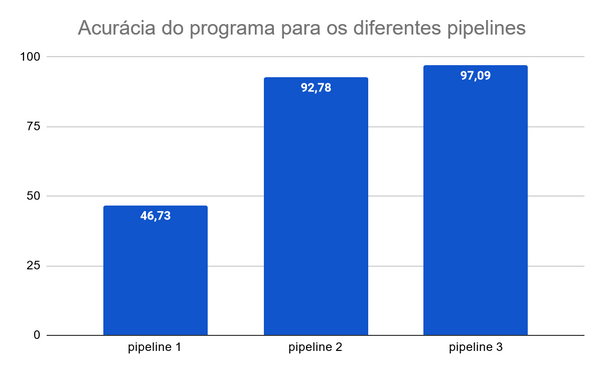 Acurácia do programa para os diferentes pipelines
100
75
50
25
0
46,73
92,78
97,09
pipeline 1
pipeline 2
pipeline 3